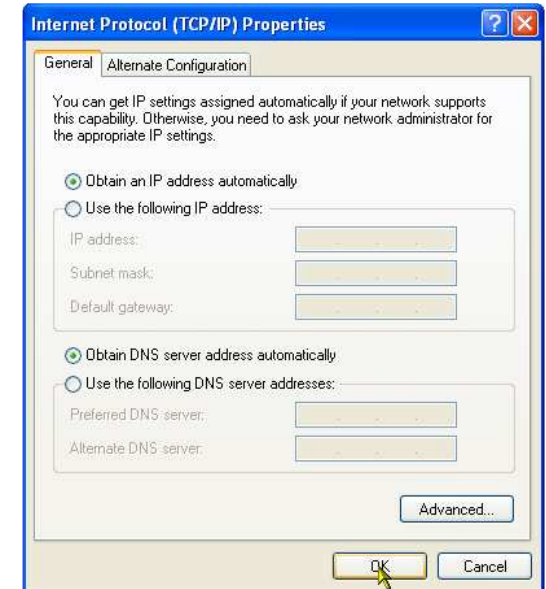 Internet Protocol (TCP/IP) Properties
General
Alternate Configuration
You can get IP settings assigned automatically if your network supports
this capability. Otherwise, you need to ask your network administrator for
the appropriate IP settings.
Obtain an IP address automatically
Use the following IP address:
IP address:
Subnet mask:
Default gateway:
Obtain DNS server address automatically
Use the following DNS server addresses:
Preferred DNS server:
Alternate DNS server:
Advanced...
OK
Cancel